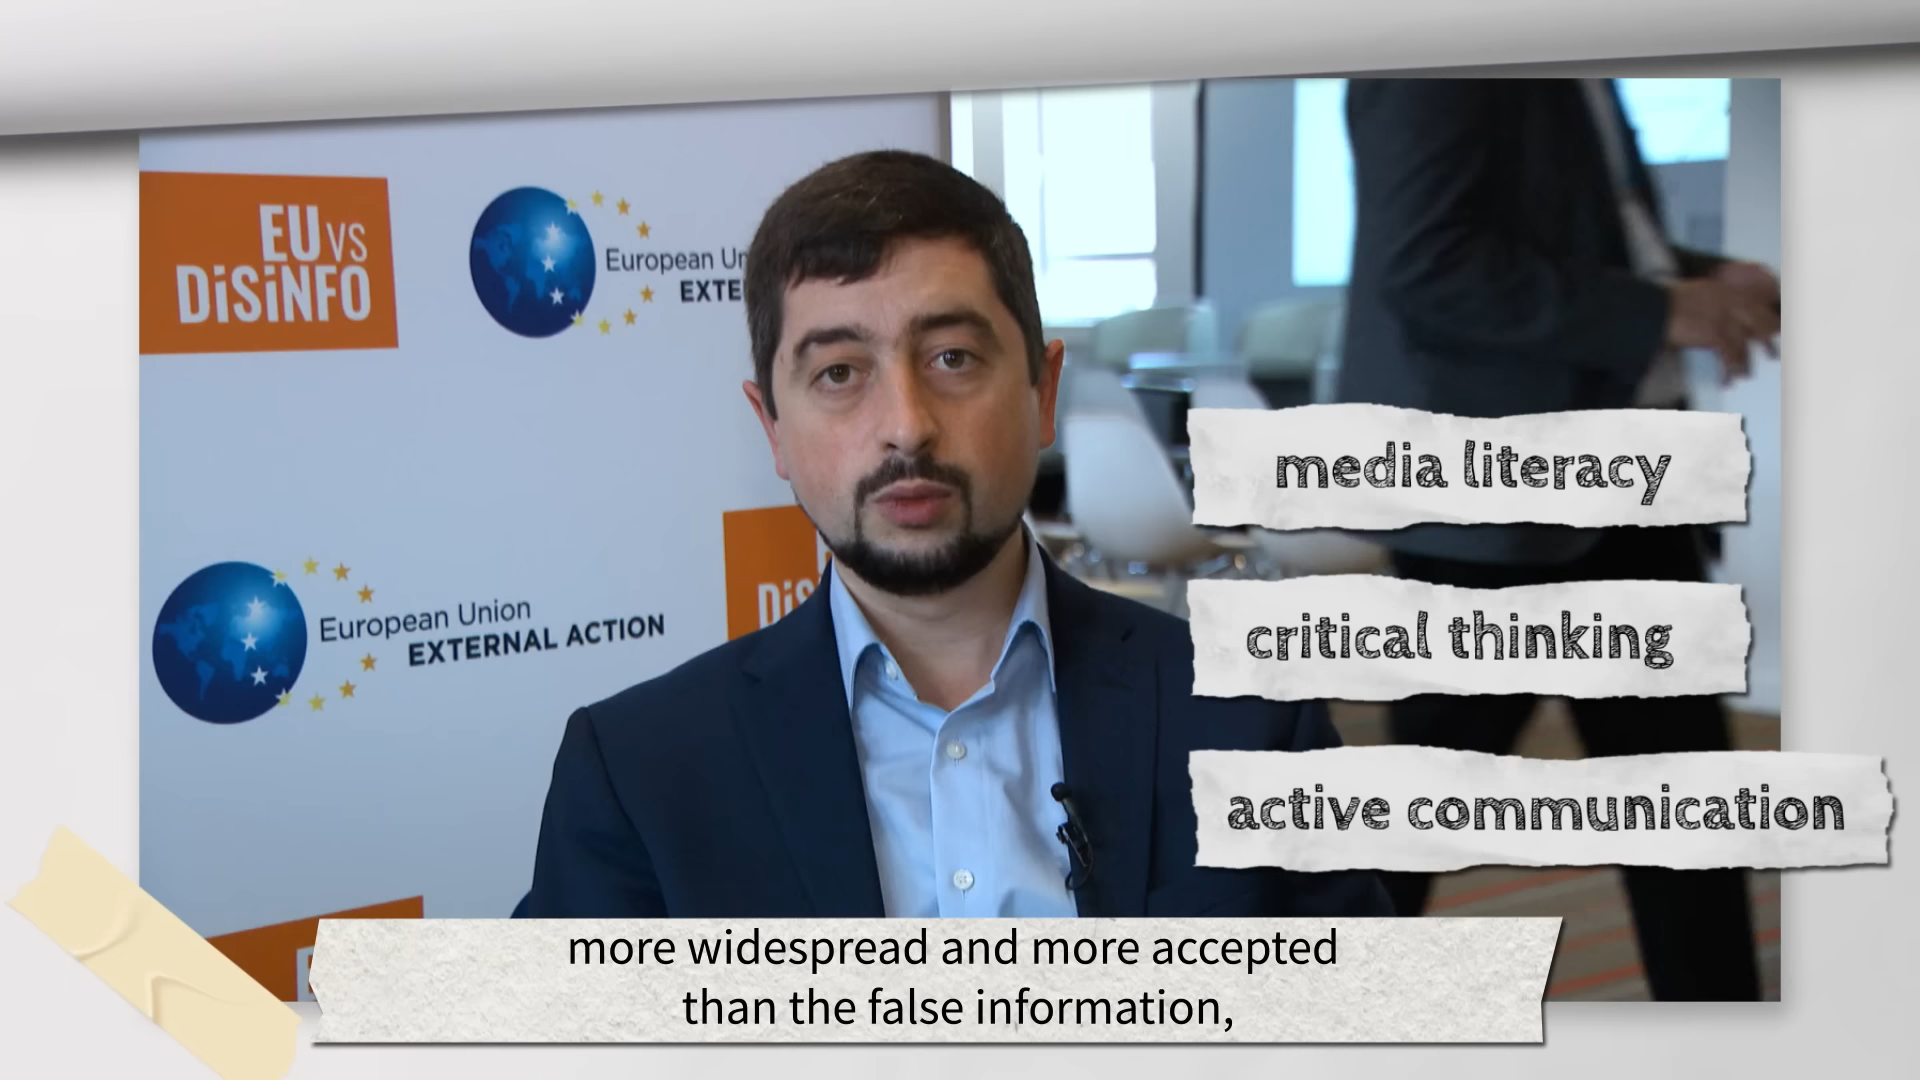 EU VS
DiSiNFO
European Un
EXTE
European Union
EXTERNAL ACTION
DiS
media literacy
critical thinking
active communication
more widespread and more accepted
than the false information,